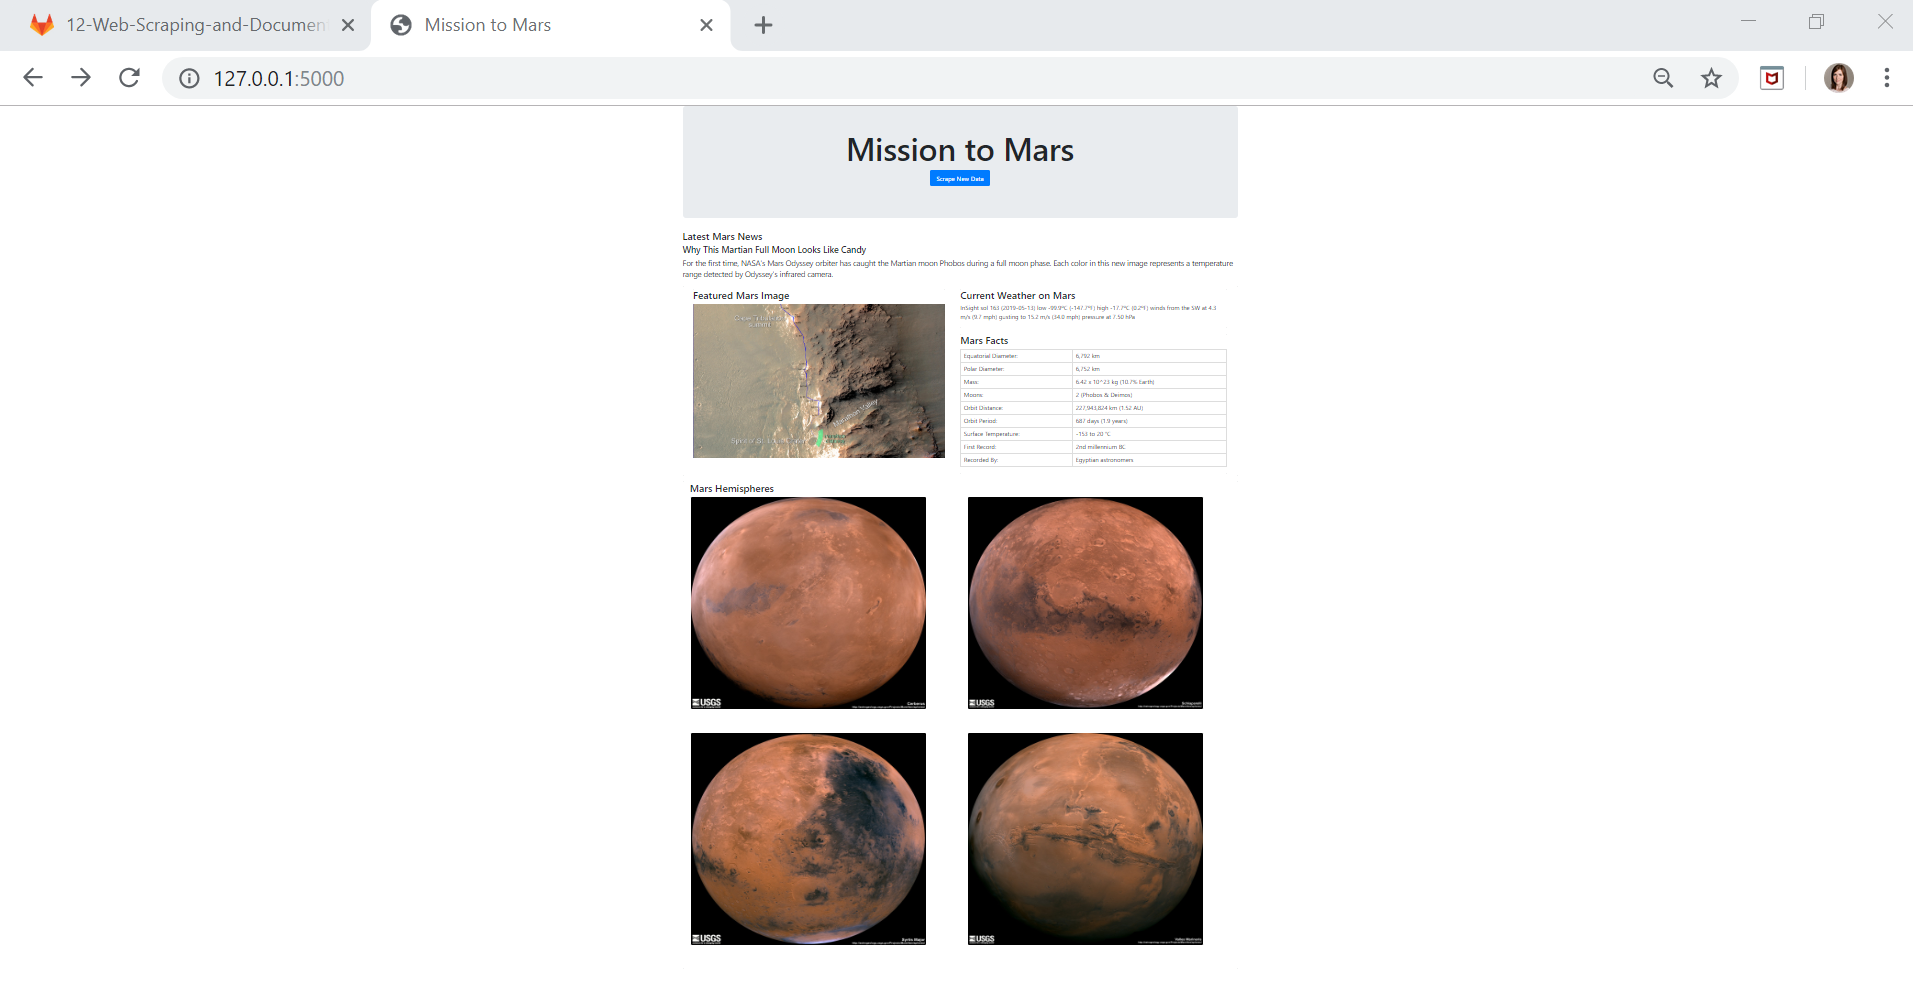 12-Web-Scraping-and-Documen
Mission to Mars
127.0.0.1:5000
Mission to Mars
Scrape New Data
Latest Mars News
Why This Martian Full Moon Looks Like Candy
For the first time, NASA's Mars Odyssey orbiter has caught the Martian moon Phobos during a full moon phase. Each color in this new image represents a temperature
range detected by Odyssey's infrared camera.
Featured Mars Image
Marathon Valley
Current Weather on Mars
InSight sol 163 (2019-05-13) low -99.9ºC (-147.7ºF) high -17.7ºC (0.2ºF) winds from the SW at 4.3
m/s (9.7 mph) gusting to 15.2 m/s (34.0 mph) pressure at 7.50 hPa
Mars Facts
Equatorial Diameter: 6,792 km
Polar Diameter: 6,752 km
Mass: 6.42 x 10^23 kg (10.7% Earth)
Moons: 2 (Phobos & Deimos)
Orbit Distance: 227,943,824 km (1.52 AU)
Orbit Period: 687 days (1.9 years)
Surface Temperature: -153 to 20 °C
First Record: 2nd millennium BC
Recorded By: Egyptian astronomers
Mars Hemispheres
USGS
Cerberus
USGS
Schiaparelli
USGS
Syrtis Major
USGS
Valles Marineris